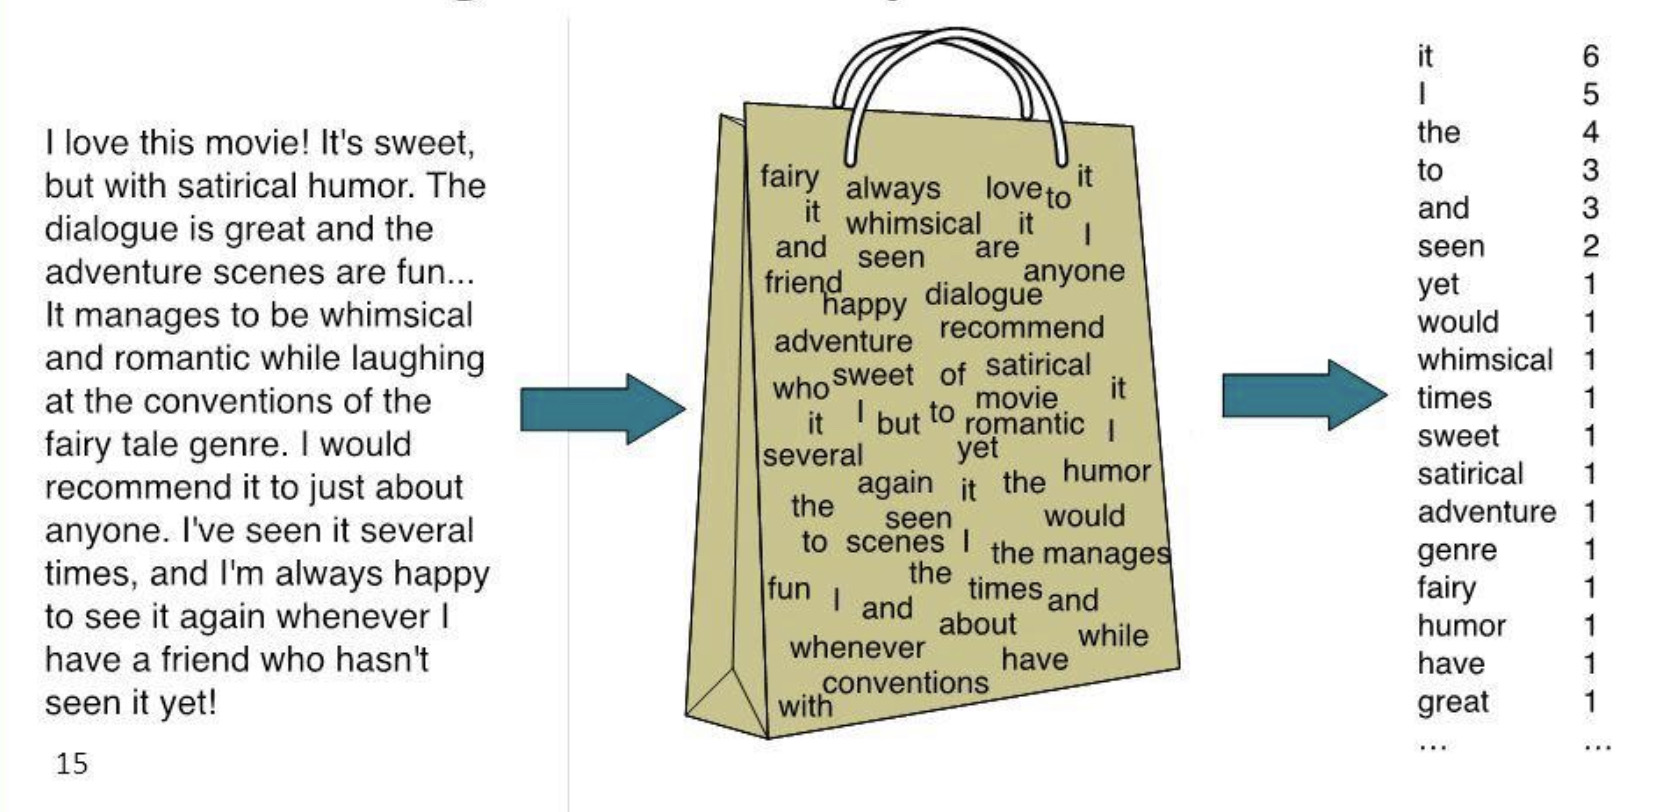 I love this movie! It's sweet,
but with satirical humor. The
dialogue is great and the
adventure scenes are fun...
It manages to be whimsical
and romantic while laughing
at the conventions of the
fairy tale genre. I would
recommend it to just about
anyone. I've seen it several
times, and I'm always happy
to see it again whenever I
have a friend who hasn't
seen it yet!
15
fairy always love to it
it whimsical it I
and seen are
friend anyone
happy dialogue
adventure recommend
who sweet of satirical
it I but to movie it
romantic I
several yet
again it the humor
the seen would
to scenes I the manages
fun I and the times and
about
whenever have while
conventions
with
it 6
I 5
the 4
to 3
and 3
seen 2
yet 1
would 1
whimsical 1
times 1
sweet 1
satirical 1
adventure 1
genre 1
fairy 1
humor 1
have 1
great 1
... ...